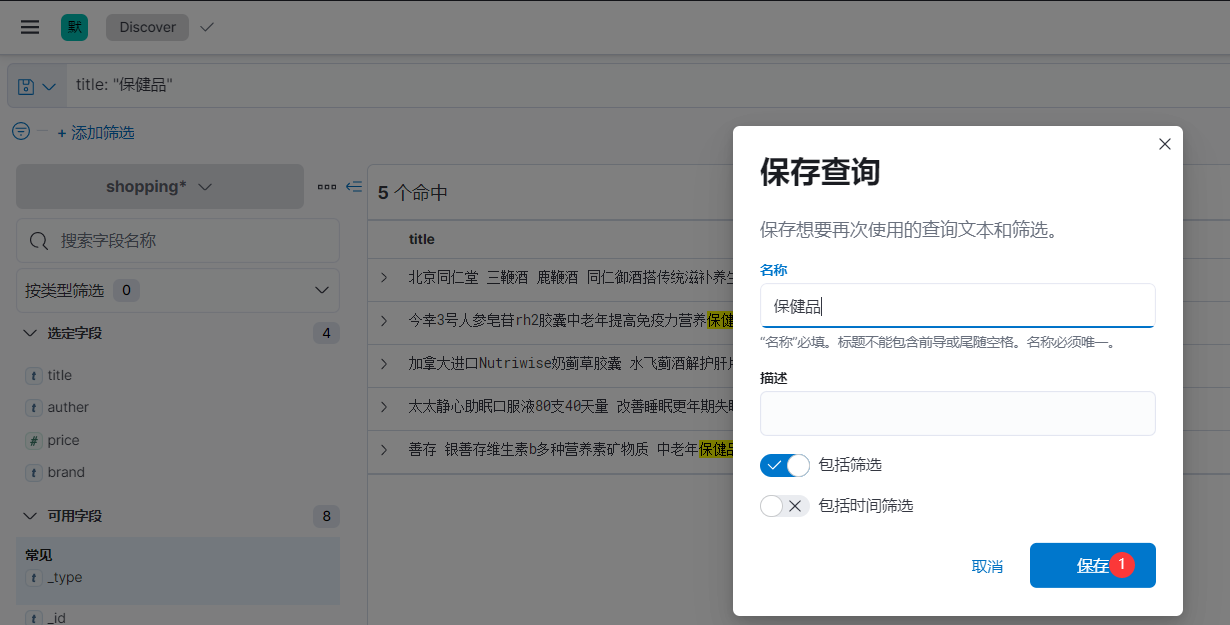 默 Discover
title: "保健品"
+ 添加筛选
shopping*
5 个命中
搜索字段名称
按类型筛选 0
选定字段 4
t title
t auther
# price
t brand
可用字段 8
常见
t _type
t _id
title
北京同仁堂 三鞭酒 鹿鞭酒 同仁御酒搭传统滋补养
今幸3号人参皂苷rh2胶囊中老年提高免疫力营养保健
加拿大进口Nutriwise奶蓟草胶囊 水飞蓟酒解护肝
太太静心助眠口服液80支40天量 改善睡眠更年期失
善存 银善存维生素b多种营养素矿物质 中老年保健
保存查询
保存想要再次使用的查询文本和筛选。
名称
保健品
“名称”必填。标题不能包含前导或尾随空格。名称必须唯一。
描述
包括筛选
包括时间筛选
取消
保存 1